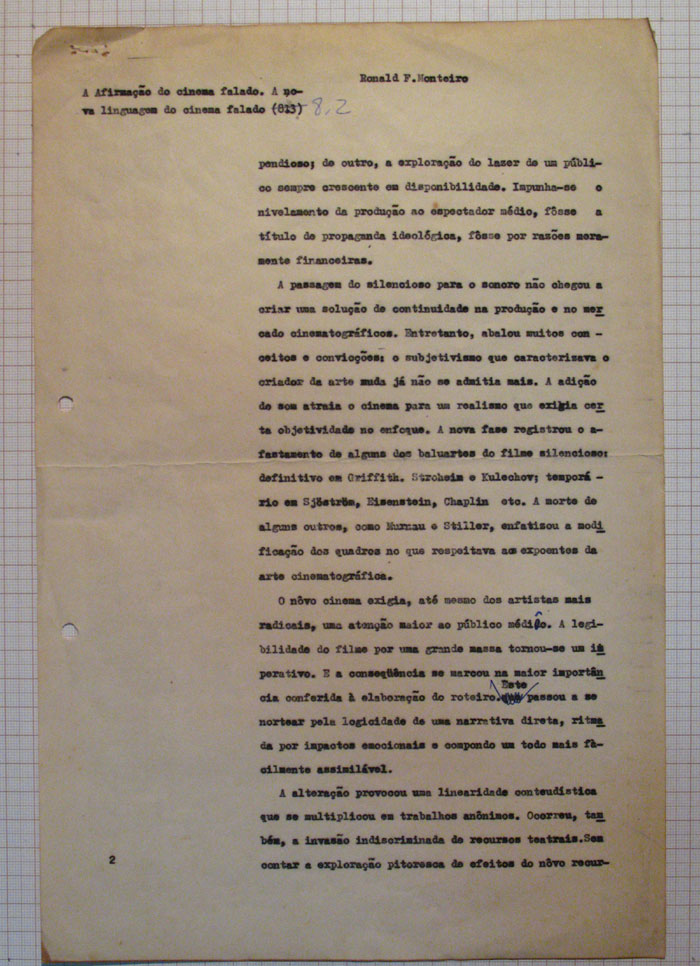 Ronald F.Monteiro
A Afirmação do cinema falado. A no-
va linguagem do cinema falado (613) 8.2
pendioso; de outro, a exploração do lazer de um públi-
co sempre crescente em disponibilidade. Impunha-se o
nivelamento da produção ao espectador médio, fôsse a
título de propaganda ideológica, fôsse por razões mera-
mente financeiras.
A passagem do silencioso para o sonoro não chegou a
criar uma solução de continuidade na produção e no mer
cado cinematográficos. Entretanto, abalou muitos con -
ceitos e convicções: o subjetivismo que caracterizava o
criador da arte muda já não se admitia mais. A adição
de som atraia o cinema para um realismo que exigia cer
ta objetividade no enfoque. A nova fase registrou o a-
fastamento de alguns dos baluartes do filme silencioso:
definitivo em Griffith. Stroheim e Kulechov; temporá -
rio em Sjöström, Eisenstein, Chaplin etc. A morte de
alguns outros, como Murnau e Stiller, enfatizou a modi
ficação dos quadros no que respeitava aos expoentes da
arte cinematográfica.
O nôvo cinema exigia, até mesmo dos artistas mais
radicais, uma atenção maior ao público médio. A legi-
bilidade do filme por uma grande massa tornou-se um im
perativo. E a conseqüência se marcou na maior importân
cia conferida à elaboração do roteiro. Este passou a se
nortear pela logicidade de uma narrativa direta, ritma
da por impactos emocionais e compondo um todo mais fà-
cilmente assimilável.
A alteração provocou uma linearidade conteudistica
que se multiplicou em trabalhos anônimos. Ocorreu, tam
bém, a invasão indiscriminada de recursos teatrais.Sem
contar a exploração pitoresca de efeitos do nôvo recur-
2